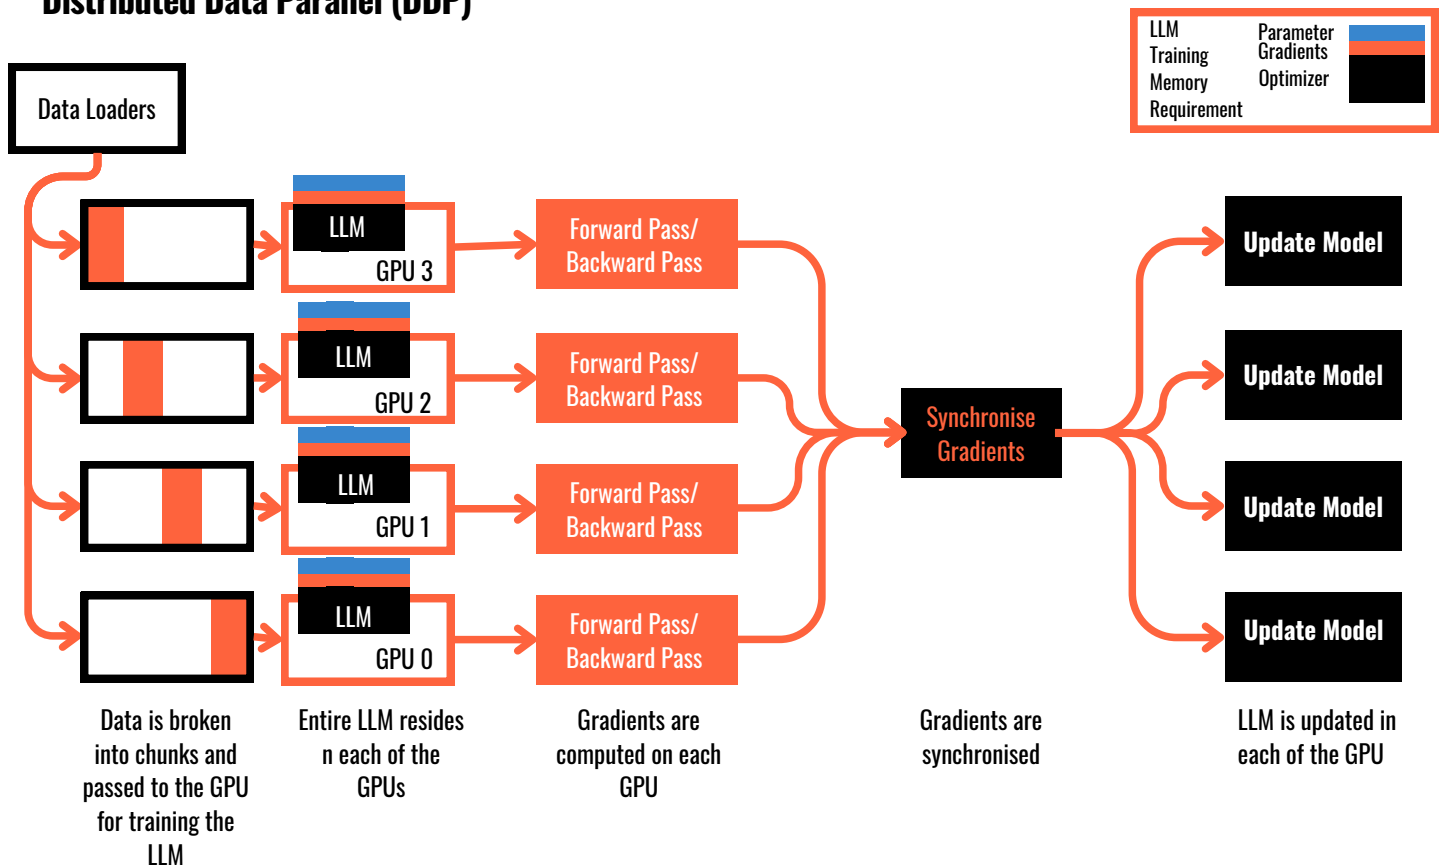 Distributed Data Parallel (DDP)
LLM
Training
Memory
Requirement
Parameter
Gradients
Optimizer
Data Loaders
LLM
GPU 3
Forward Pass/
Backward Pass
Update Model
LLM
GPU 2
Forward Pass/
Backward Pass
Update Model
Synchronise
Gradients
LLM
GPU 1
Forward Pass/
Backward Pass
Update Model
LLM
GPU 0
Forward Pass/
Backward Pass
Update Model
Data is broken
into chunks and
passed to the GPU
for training the
LLM
Entire LLM resides
n each of the
GPUs
Gradients are
computed on each
GPU
Gradients are
synchronised
LLM is updated in
each of the GPU